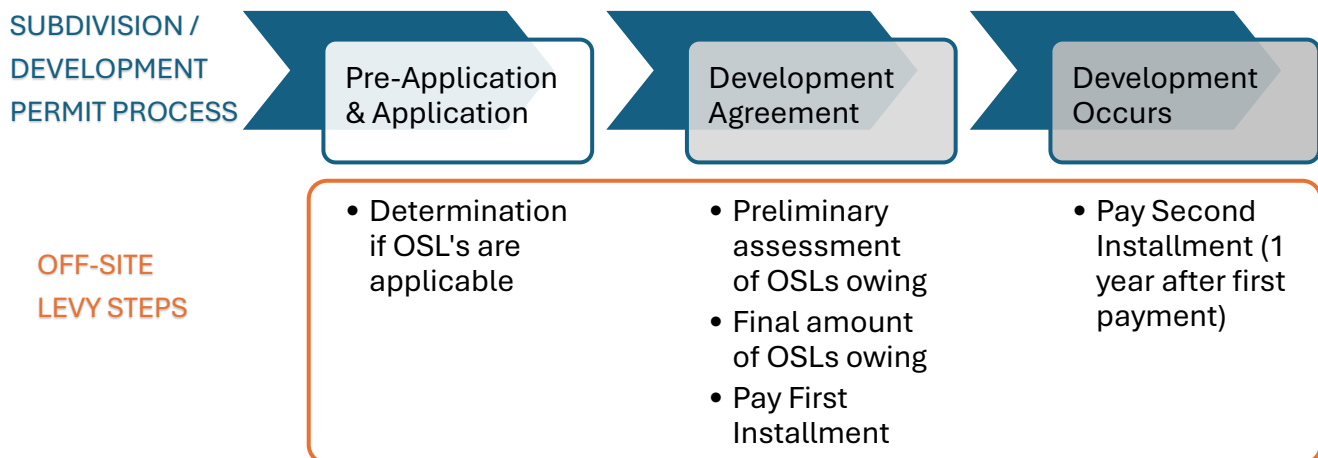 SUBDIVISION /
DEVELOPMENT
PERMIT PROCESS
Pre-Application
& Application
Development
Agreement
Development
Occurs
OFF-SITE
LEVY STEPS
• Determination
if OSL's are
applicable
• Preliminary
assessment
of OSLs owing
• Final amount
of OSLs owing
• Pay First
Installment
• Pay Second
Installment (1
year after first
payment)